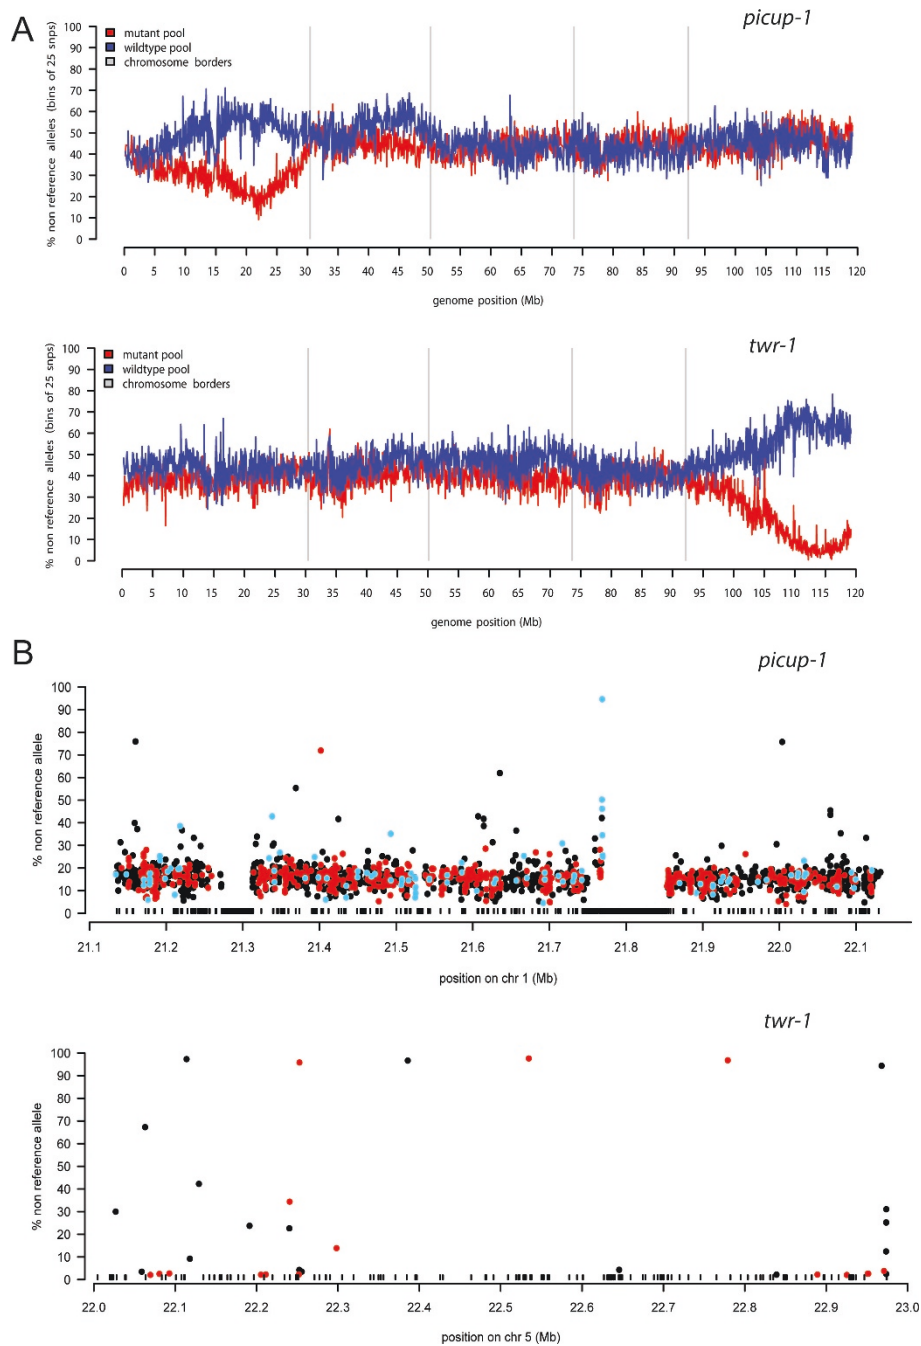 A
picup-1
% non reference alleles (bins of 25 snps)
100
90
80
70
60
50
40
30
20
10
0
mutant pool
wildtype pool
chromosome borders
0 5 10 15 20 25 30 35 40 45 50 55 60 65 70 75 80 85 90 95 100 105 110 115 120
genome position (Mb)
twr-1
% non reference alleles (bins of 25 snps)
100
90
80
70
60
50
40
30
20
10
0
mutant pool
wildtype pool
chromosome borders
0 5 10 15 20 25 30 35 40 45 50 55 60 65 70 75 80 85 90 95 100 105 110 115 120
genome position (Mb)
B
picup-1
% non reference allele
100
90
80
70
60
50
40
30
20
10
0
21.1 21.2 21.3 21.4 21.5 21.6 21.7 21.8 21.9 22.0 22.1
position on chr 1 (Mb)
twr-1
% non reference allele
100
90
80
70
60
50
40
30
20
10
0
22.0 22.1 22.2 22.3 22.4 22.5 22.6 22.7 22.8 22.9 23.0
position on chr 5 (Mb)